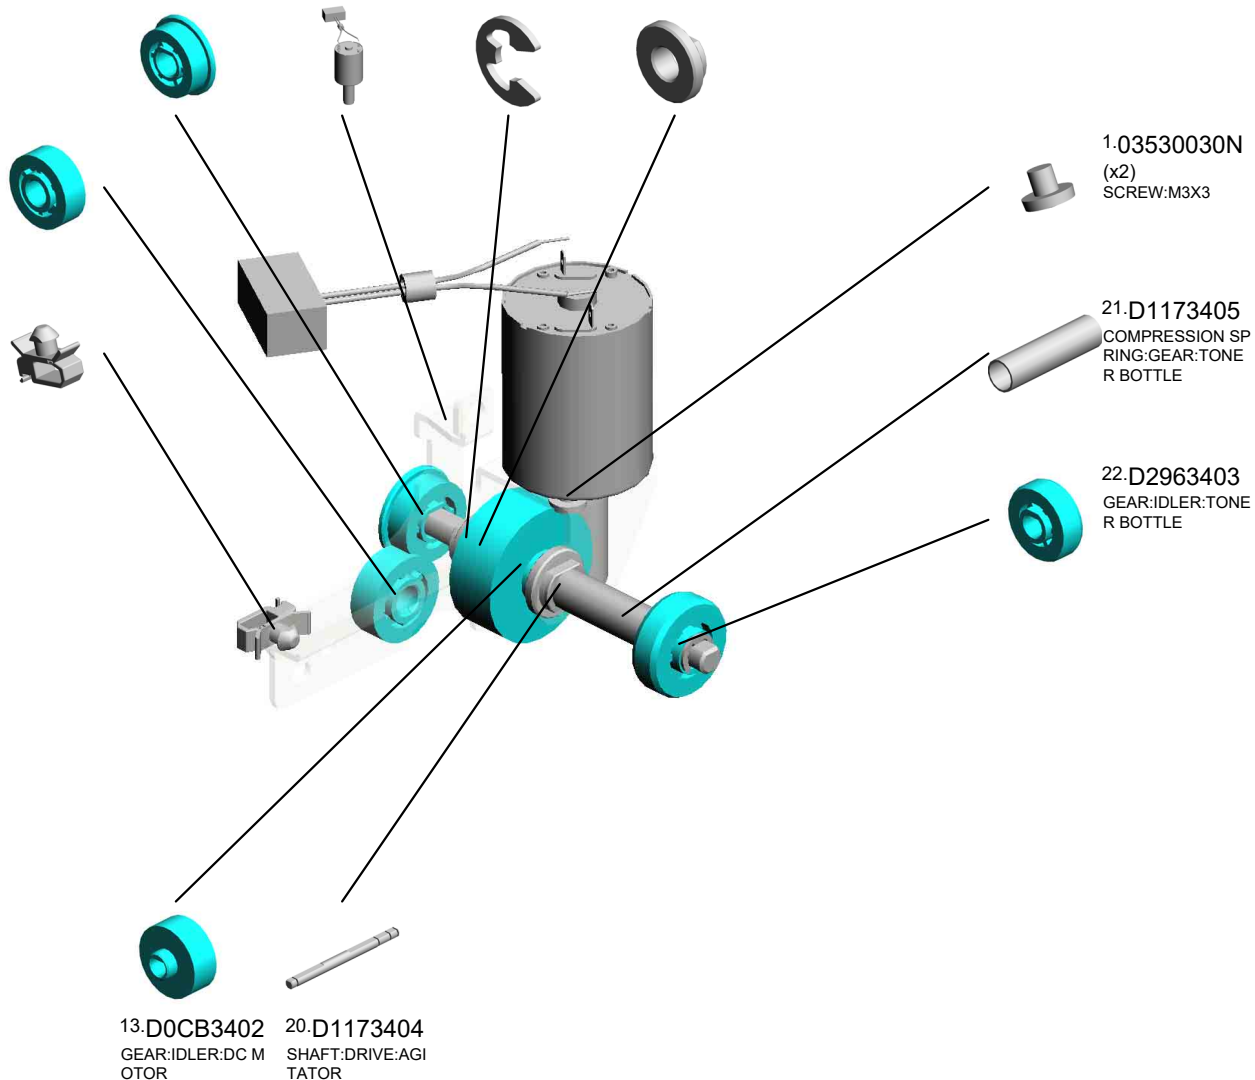 1.03530030N
(x2)
SCREW:M3X3
21.D1173405
COMPRESSION SP
RING:GEAR:TONE
R BOTTLE
22.D2963403
GEAR:IDLER:TONE
R BOTTLE
13.D0CB3402
GEAR:IDLER:DC M
OTOR
20.D1173404
SHAFT:DRIVE:AGI
TATOR